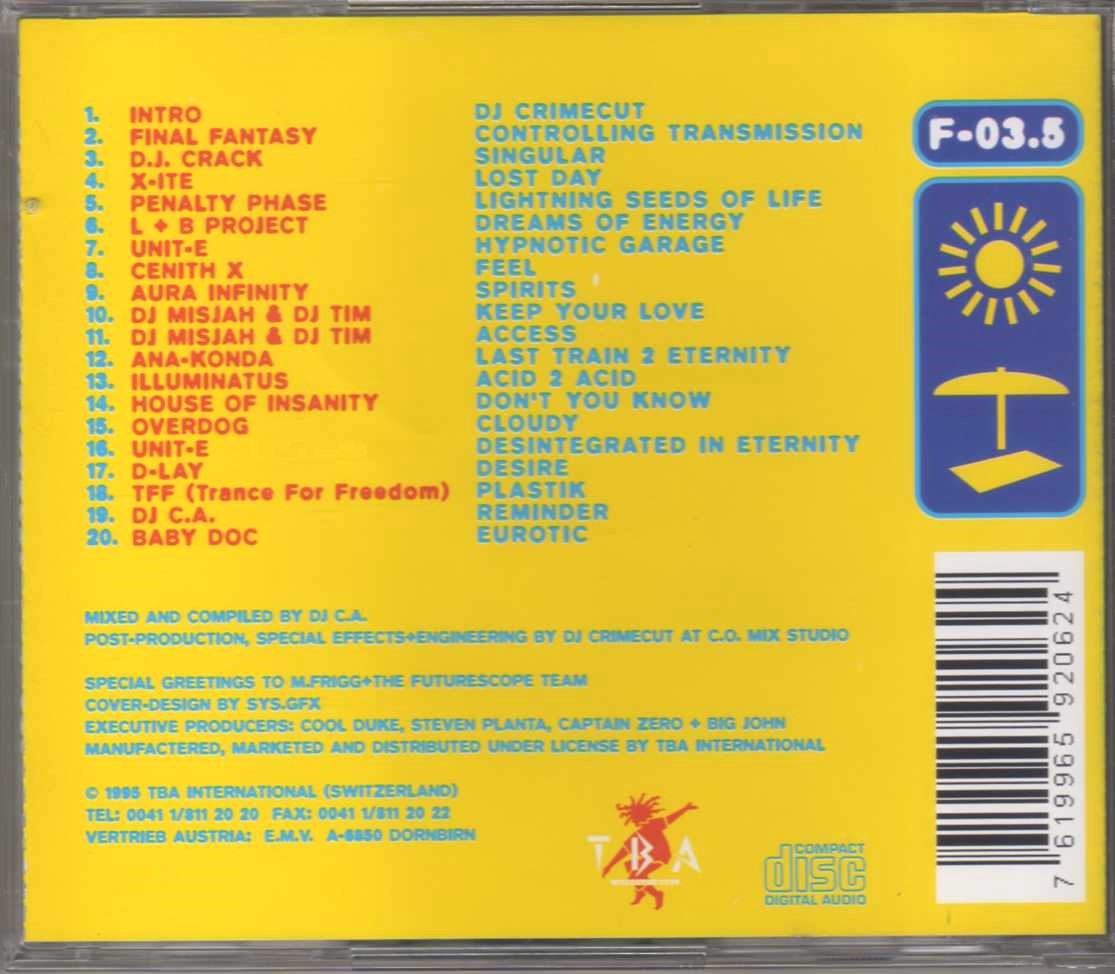 1. INTRO DJ CRIMECUT
2. FINAL FANTASY CONTROLLING TRANSMISSION
3. D.J. CRACK SINGULAR
4. X-ITE LOST DAY
5. PENALTY PHASE LIGHTNING SEEDS OF LIFE
6. L + B PROJECT DREAMS OF ENERGY
7. UNIT-E HYPNOTIC GARAGE
8. CENITH X FEEL
9. AURA INFINITY SPIRITS
10. DJ MISJAH & DJ TIM KEEP YOUR LOVE
11. DJ MISJAH & DJ TIM ACCESS
12. ANA-KONDA LAST TRAIN 2 ETERNITY
13. ILLUMINATUS ACID 2 ACID
14. HOUSE OF INSANITY DON'T YOU KNOW
15. OVERDOG CLOUDY
16. UNIT-E DESINTEGRATED IN ETERNITY
17. D-LAY DESIRE
18. TFF (Trance For Freedom) PLASTIK
19. DJ C.A. REMINDER
20. BABY DOC EUROTIC
F-03.5
MIXED AND COMPILED BY DJ C.A.
POST-PRODUCTION, SPECIAL EFFECTS+ENGINEERING BY DJ CRIMECUT AT C.O. MIX STUDIO
SPECIAL GREETINGS TO M.FRIGG+THE FUTURESCOPE TEAM
COVER-DESIGN BY SYS.GFX
EXECUTIVE PRODUCERS: COOL DUKE, STEVEN PLANTA, CAPTAIN ZERO + BIG JOHN
MANUFACTERED, MARKETED AND DISTRIBUTED UNDER LICENSE BY TBA INTERNATIONAL
© 1995 TBA INTERNATIONAL (SWITZERLAND)
TEL: 0041 1/811 20 20 FAX: 0041 1/811 20 22
VERTRIEB AUSTRIA: E.M.V. A-6850 DORNBIRN
TBA
COMPACT
disc
DIGITAL AUDIO
7 619965 920624